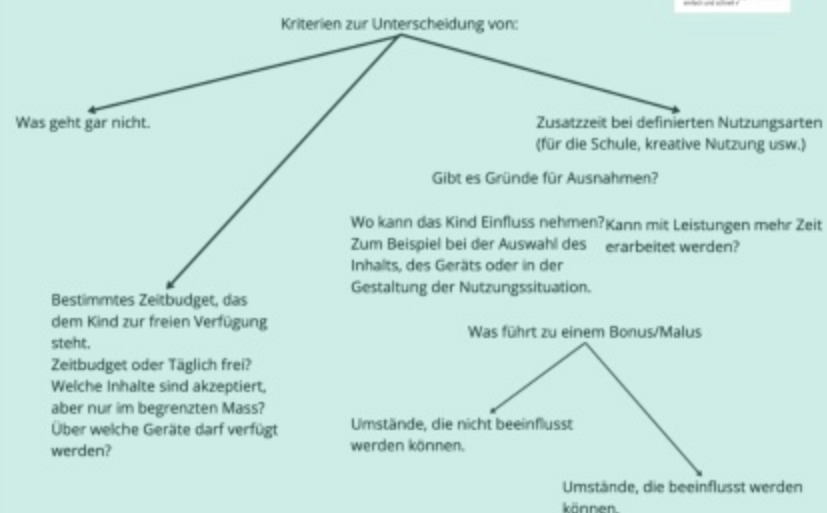 einfach und schnell
Kriterien zur Unterscheidung von:
Was geht gar nicht.
Zusatzzeit bei definierten Nutzungsarten
(für die Schule, kreative Nutzung usw.)
Gibt es Gründe für Ausnahmen?
Wo kann das Kind Einfluss nehmen?
Zum Beispiel bei der Auswahl des
Inhalts, des Geräts oder in der
Gestaltung der Nutzungssituation.
Kann mit Leistungen mehr Zeit
erarbeitet werden?
Bestimmtes Zeitbudget, das
dem Kind zur freien Verfügung
steht.
Zeitbudget oder Täglich frei?
Welche Inhalte sind akzeptiert,
aber nur im begrenzten Mass?
Über welche Geräte darf verfügt
werden?
Was führt zu einem Bonus/Malus
Umstände, die nicht beeinflusst
werden können.
Umstände, die beeinflusst werden
können.